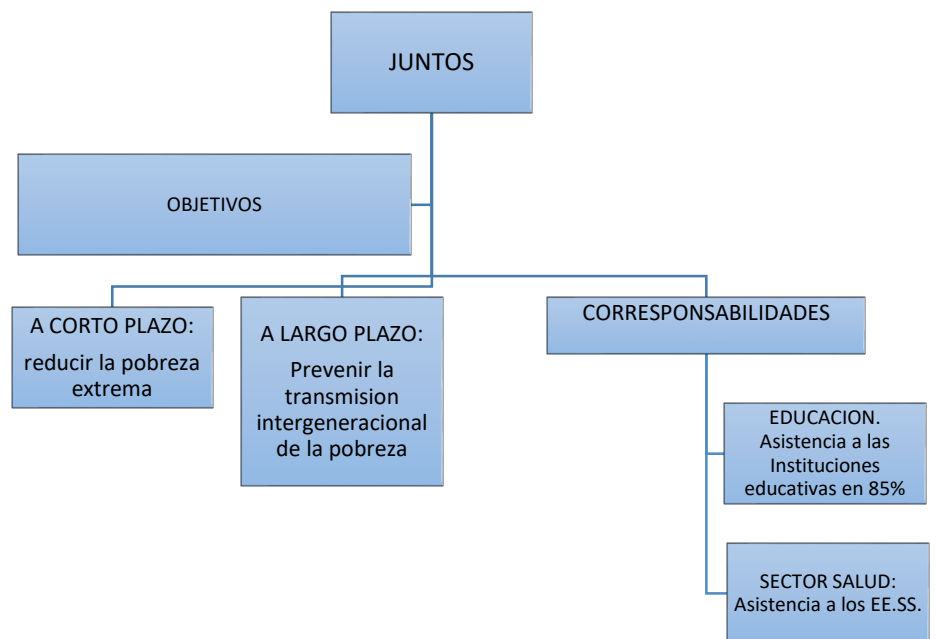 JUNTOS
OBJETIVOS
A CORTO PLAZO:
reducir la pobreza
extrema
A LARGO PLAZO:
Prevenir la
transmision
intergeneracional
de la pobreza
CORRESPONSABILIDADES
EDUCACION.
Asistencia a las
Instituciones
educativas en 85%
SECTOR SALUD:
Asistencia a los EE.SS.